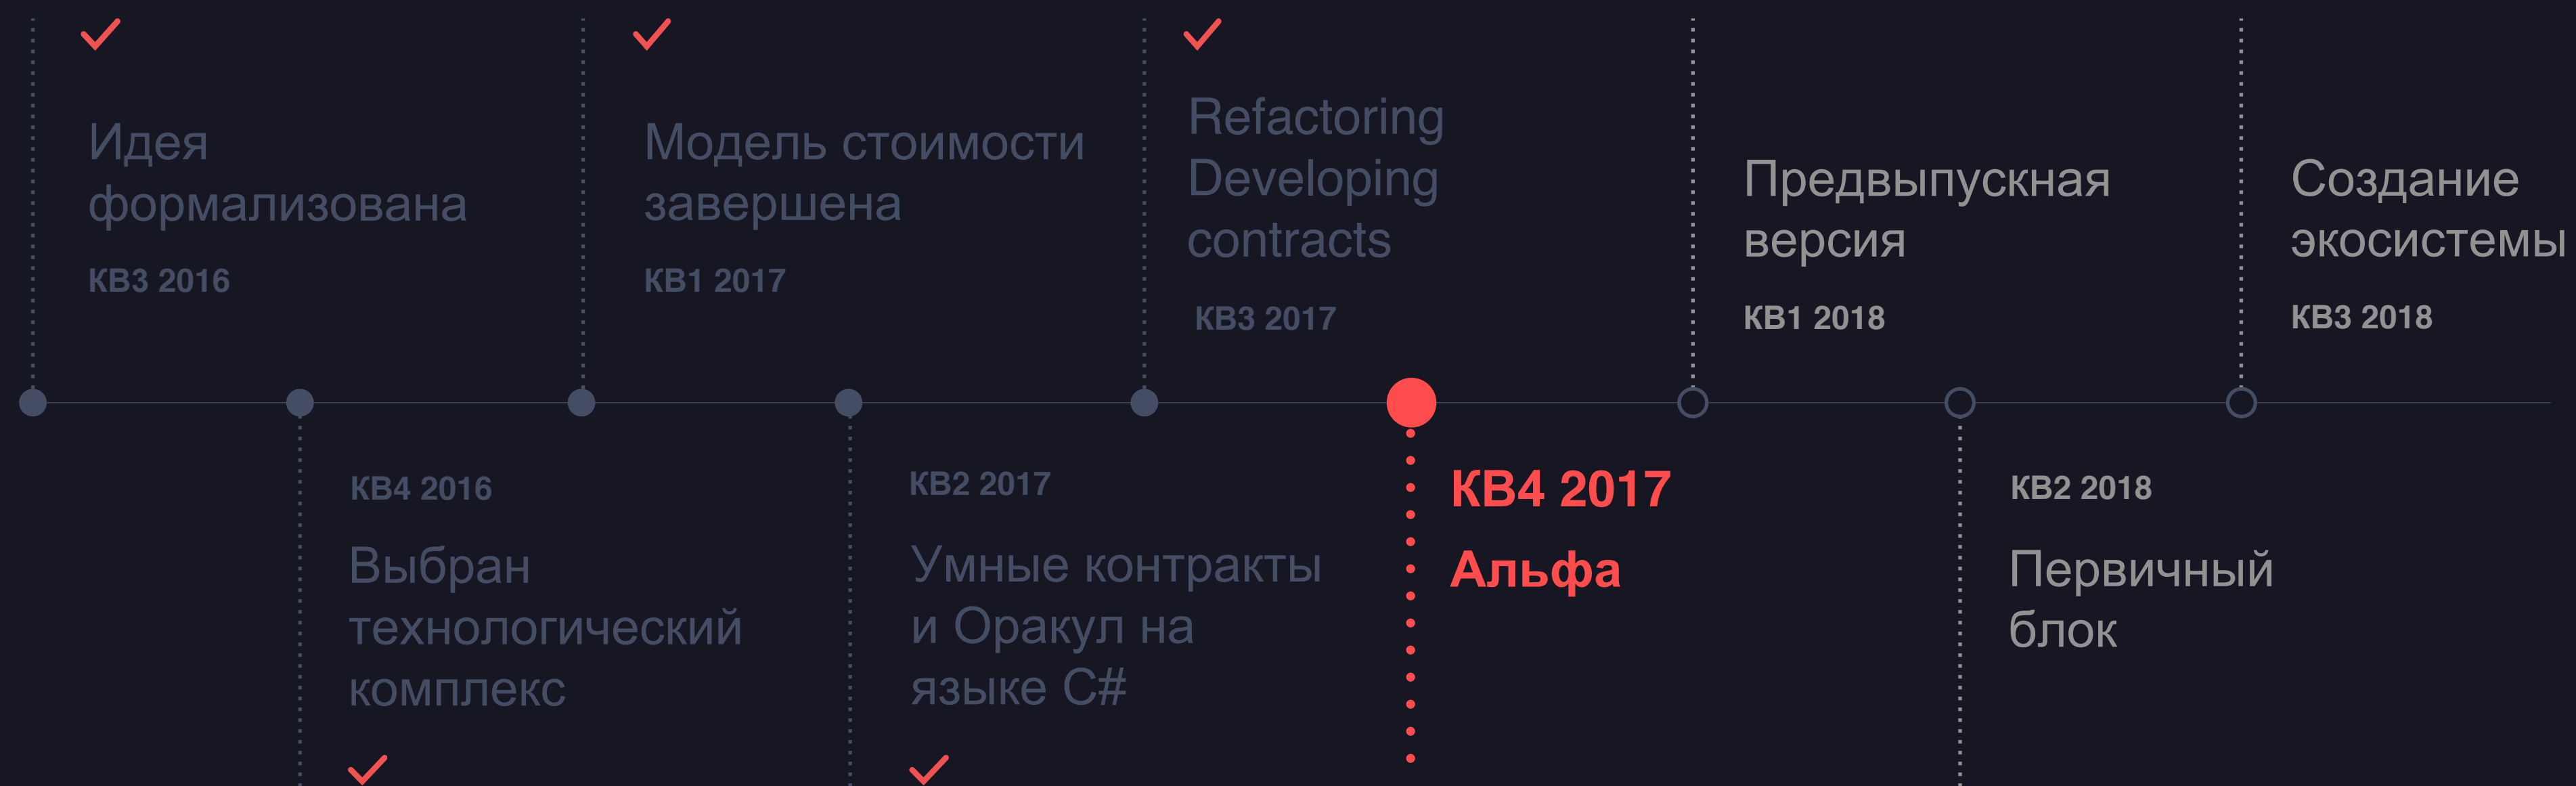 Идея
формализована
КВ3 2016
КВ4 2016
Выбран
технологический
комплекс
Модель стоимости
завершена
КВ1 2017
КВ2 2017
Умные контракты
и Оракул на
языке C#
Refactoring
Developing
contracts
КВ3 2017
КВ4 2017
Альфа
Предвыпускная
версия
КВ1 2018
КВ2 2018
Первичный
блок
Создание
экосистемы
КВ3 2018